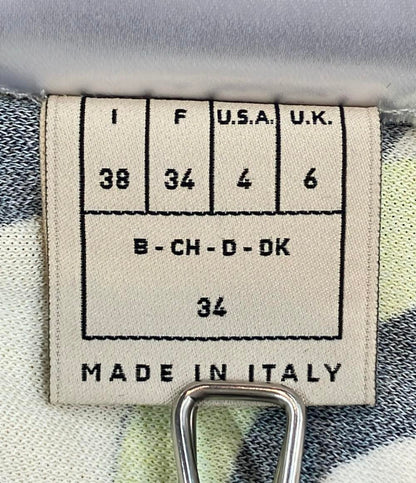 I F U.S.A. U.K.
38 34 4 6
B - CH - D - DK
34
MADE IN ITALY